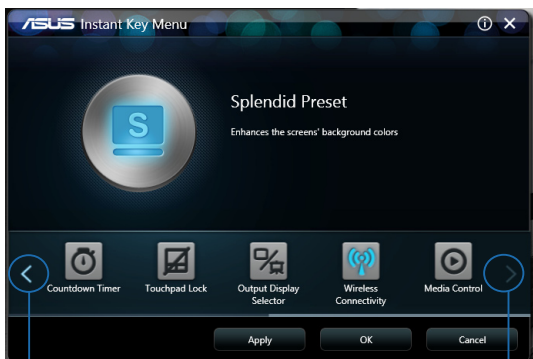 ASUS Instant Key Menu
S
Splendid Preset
Enhances the screens' background colors
Countdown Timer
Touchpad Lock
Output Display
Selector
Wireless
Connectivity
Media Control
Apply
OK
Cancel